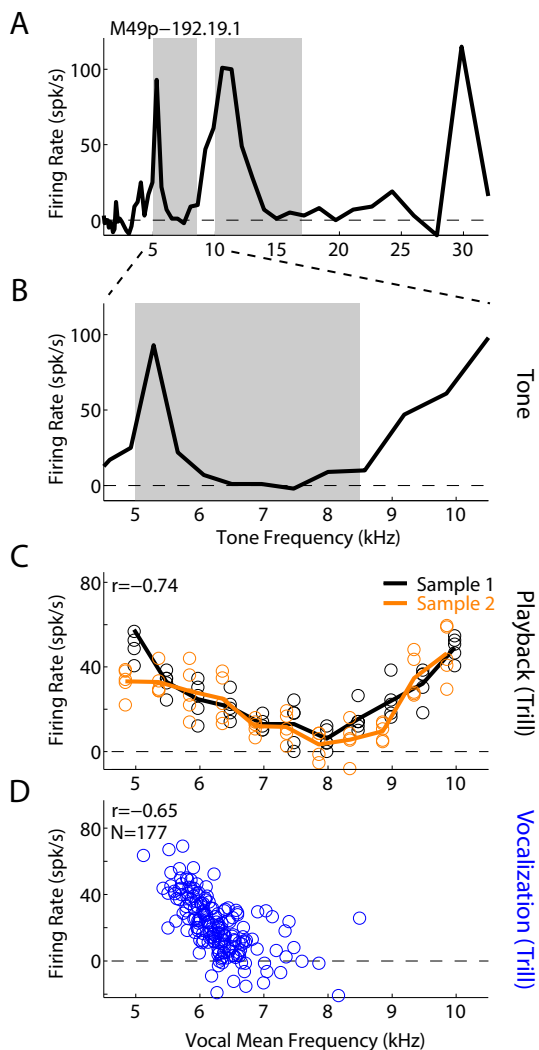 A
M49p−192.19.1
Firing Rate (spk/s)
100
50
0
5
10
15
20
25
30
B
Firing Rate (spk/s)
100
50
0
5
6
7
8
9
10
Tone Frequency (kHz)
Tone
C
r=−0.74
Sample 1
Sample 2
Firing Rate (spk/s)
80
40
0
5
6
7
8
9
10
Playback (Trill)
D
r=−0.65
N=177
Firing Rate (spk/s)
80
40
0
5
6
7
8
9
10
Vocal Mean Frequency (kHz)
Vocalization (Trill)